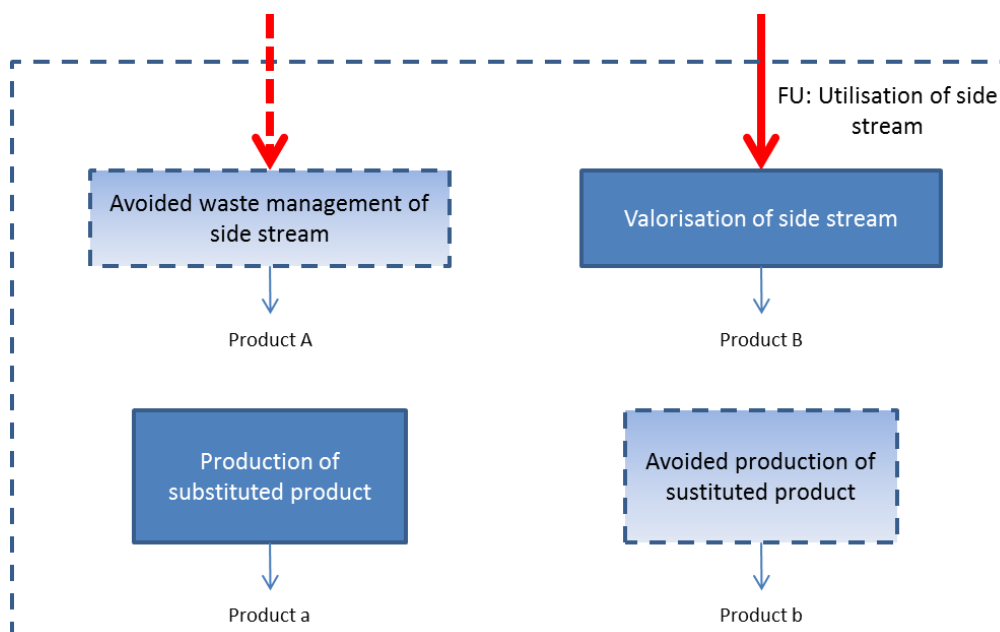 FU: Utilisation of side
stream
Avoided waste management of
side stream
Valorisation of side stream
Product A
Product B
Production of
substituted product
Avoided production of
sustituted product
Product a
Product b